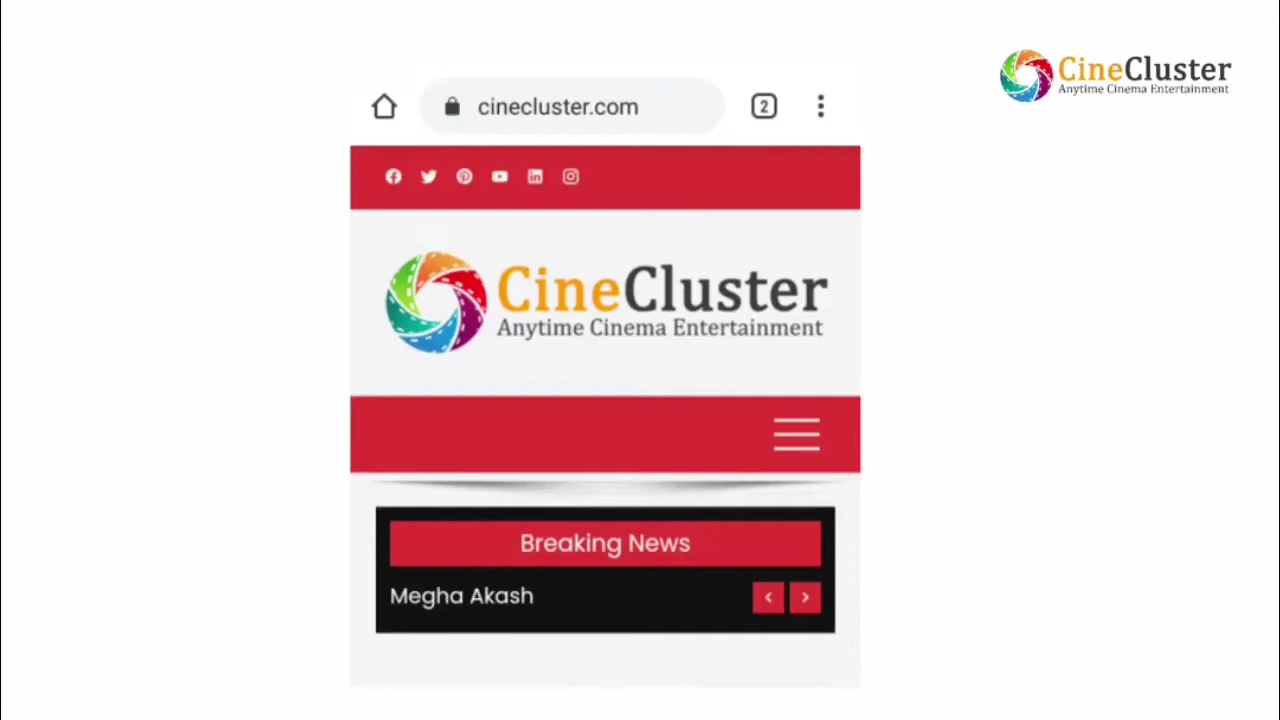 CineCluster
Anytime Cinema Entertainment
cinecluster.com
2
CineCluster
Anytime Cinema Entertainment
Breaking News
Megha Akash